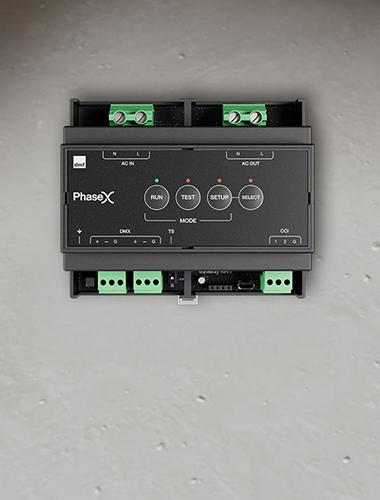 N L
AC IN
N L
AC OUT
dmf
PhaseX
RUN
TEST
SETUP
SELECT
MODE
DMX
TS
CCI
+ - G
+ - G
1 2 G